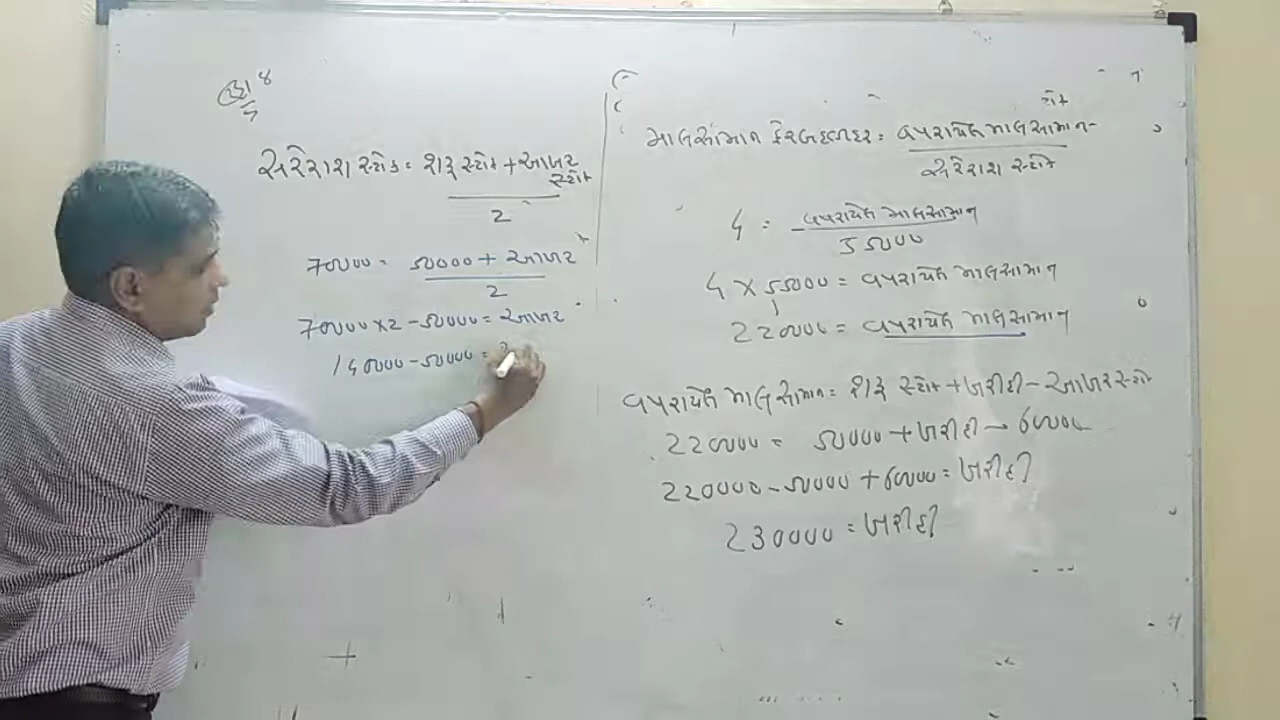 સરેરાશ સ્ટોક = શરૂ સ્ટોક + આખર સ્ટોક
2
70000 = 50000 + આખર
2
70000 x 2 - 50000 = આખર
140000 - 50000 =
માલસામાન ફેરબદલીદર = વપરાયેલ માલસામાન
સરેરાશ સ્ટોક
4 = વપરાયેલ માલસામાન
55000
4 x 55000 = વપરાયેલ માલસામાન
220000 = વપરાયેલ માલસામાન
વપરાયેલ માલસામાન = શરૂ સ્ટોક + ખરીદી - આખર સ્ટોક
220000 = 50000 + ખરીદી - 60000
220000 - 50000 + 60000 = ખરીદી
230000 = ખરીદી